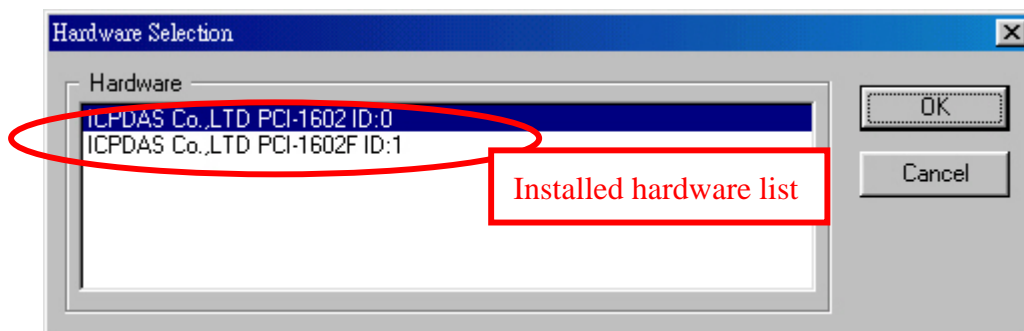 Hardware Selection
Hardware
ICPDAS Co.,LTD PCI-1602 ID:0
ICPDAS Co.,LTD PCI-1602F ID:1
Installed hardware list
OK
Cancel